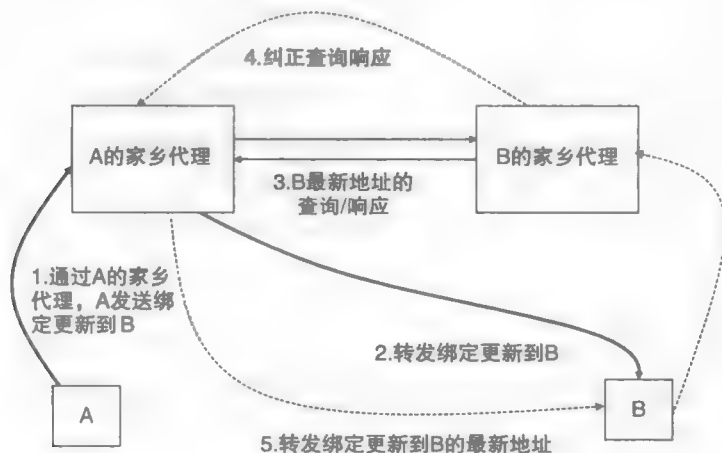 4.纠正查询响应
A的家乡代理
B的家乡代理
3.B最新地址的
查询/响应
1.通过A的家乡
代理，A发送绑
定更新到B
2.转发绑定更新到B
A
B
5.转发绑定更新到B的最新地址